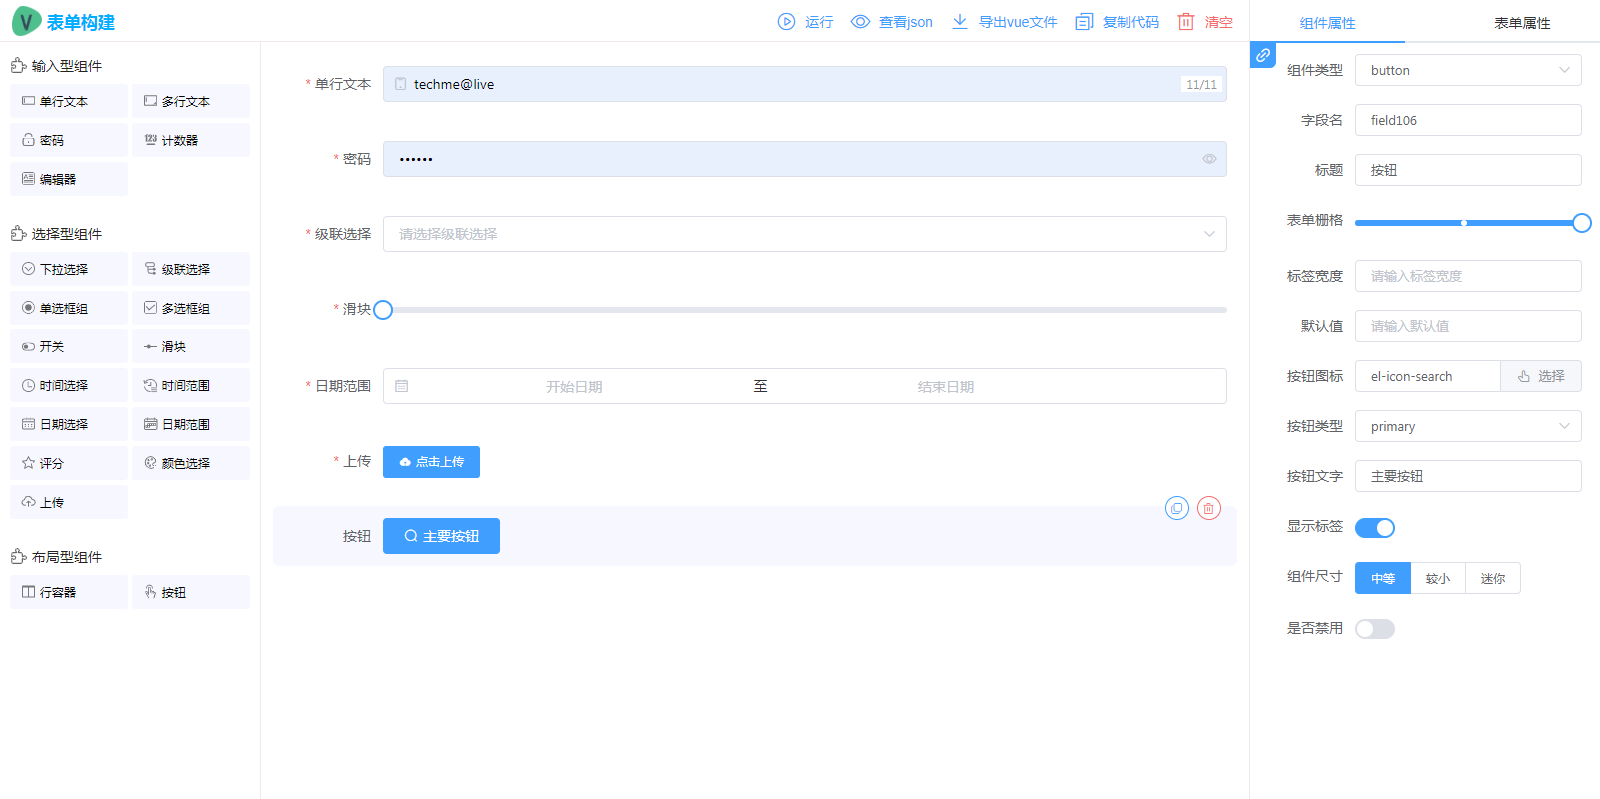 表单构建
运行
查看json
导出vue文件
复制代码
清空
输入型组件
单行文本
多行文本
密码
计数器
编辑器
选择型组件
下拉选择
级联选择
单选框组
多选框组
开关
滑块
时间选择
时间范围
日期选择
日期范围
评分
颜色选择
上传
布局型组件
行容器
按钮
* 单行文本 techme@live 11/11
* 密码 ••••••
* 级联选择 请选择级联选择
* 滑块
* 日期范围 开始日期 至 结束日期
* 上传 点击上传
按钮 主要按钮
组件属性 表单属性
组件类型 button
字段名 field106
标题 按钮
表单栅格
标签宽度 请输入标签宽度
默认值 请输入默认值
按钮图标 el-icon-search 选择
按钮类型 primary
按钮文字 主要按钮
显示标签
组件尺寸 中等 较小 迷你
是否禁用